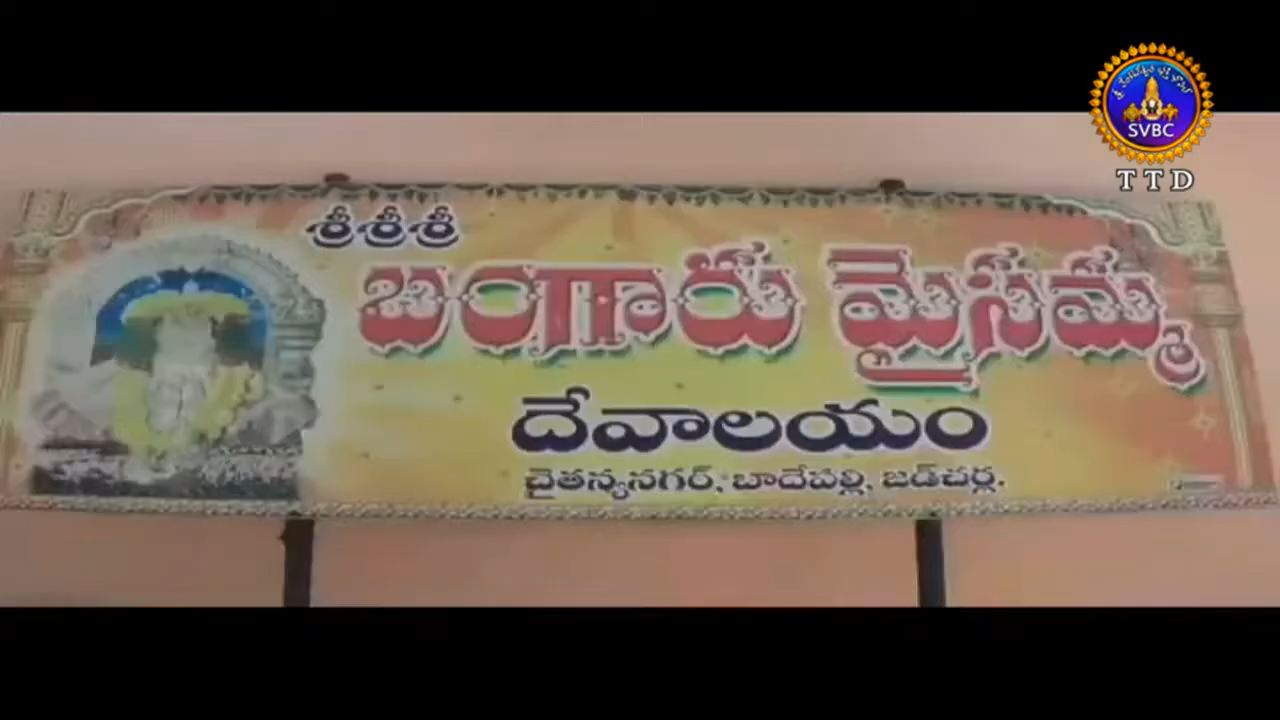 శ్రీశ్రీశ్రీ
బంగారు మైసమ్మ
దేవాలయం
చైతన్యనగర్, బాదేపల్లి, జడ్‌చర్ల.
SVBC
TTD